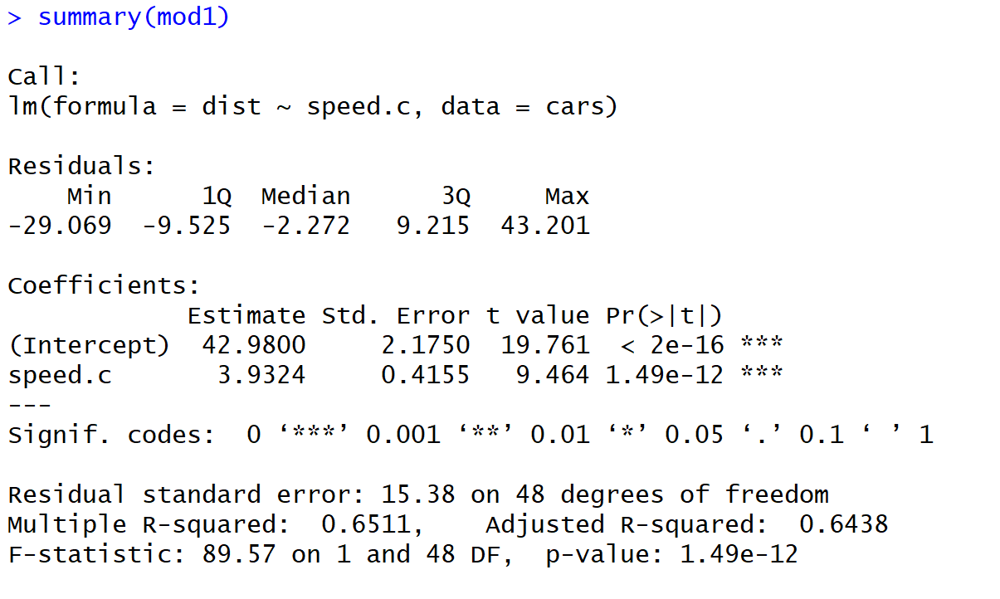 > summary(mod1)
Call:
lm(formula = dist ~ speed.c, data = cars)
Residuals:
    Min      1Q  Median      3Q     Max
-29.069  -9.525  -2.272   9.215  43.201
Coefficients:
            Estimate Std. Error t value Pr(>|t|)
(Intercept)  42.9800     2.1750  19.761  < 2e-16 ***
speed.c       3.9324     0.4155   9.464 1.49e-12 ***
---
Signif. codes:  0 ‘***’ 0.001 ‘**’ 0.01 ‘*’ 0.05 ‘.’ 0.1 ‘ ’ 1
Residual standard error: 15.38 on 48 degrees of freedom
Multiple R-squared:  0.6511,    Adjusted R-squared:  0.6438
F-statistic: 89.57 on 1 and 48 DF,  p-value: 1.49e-12